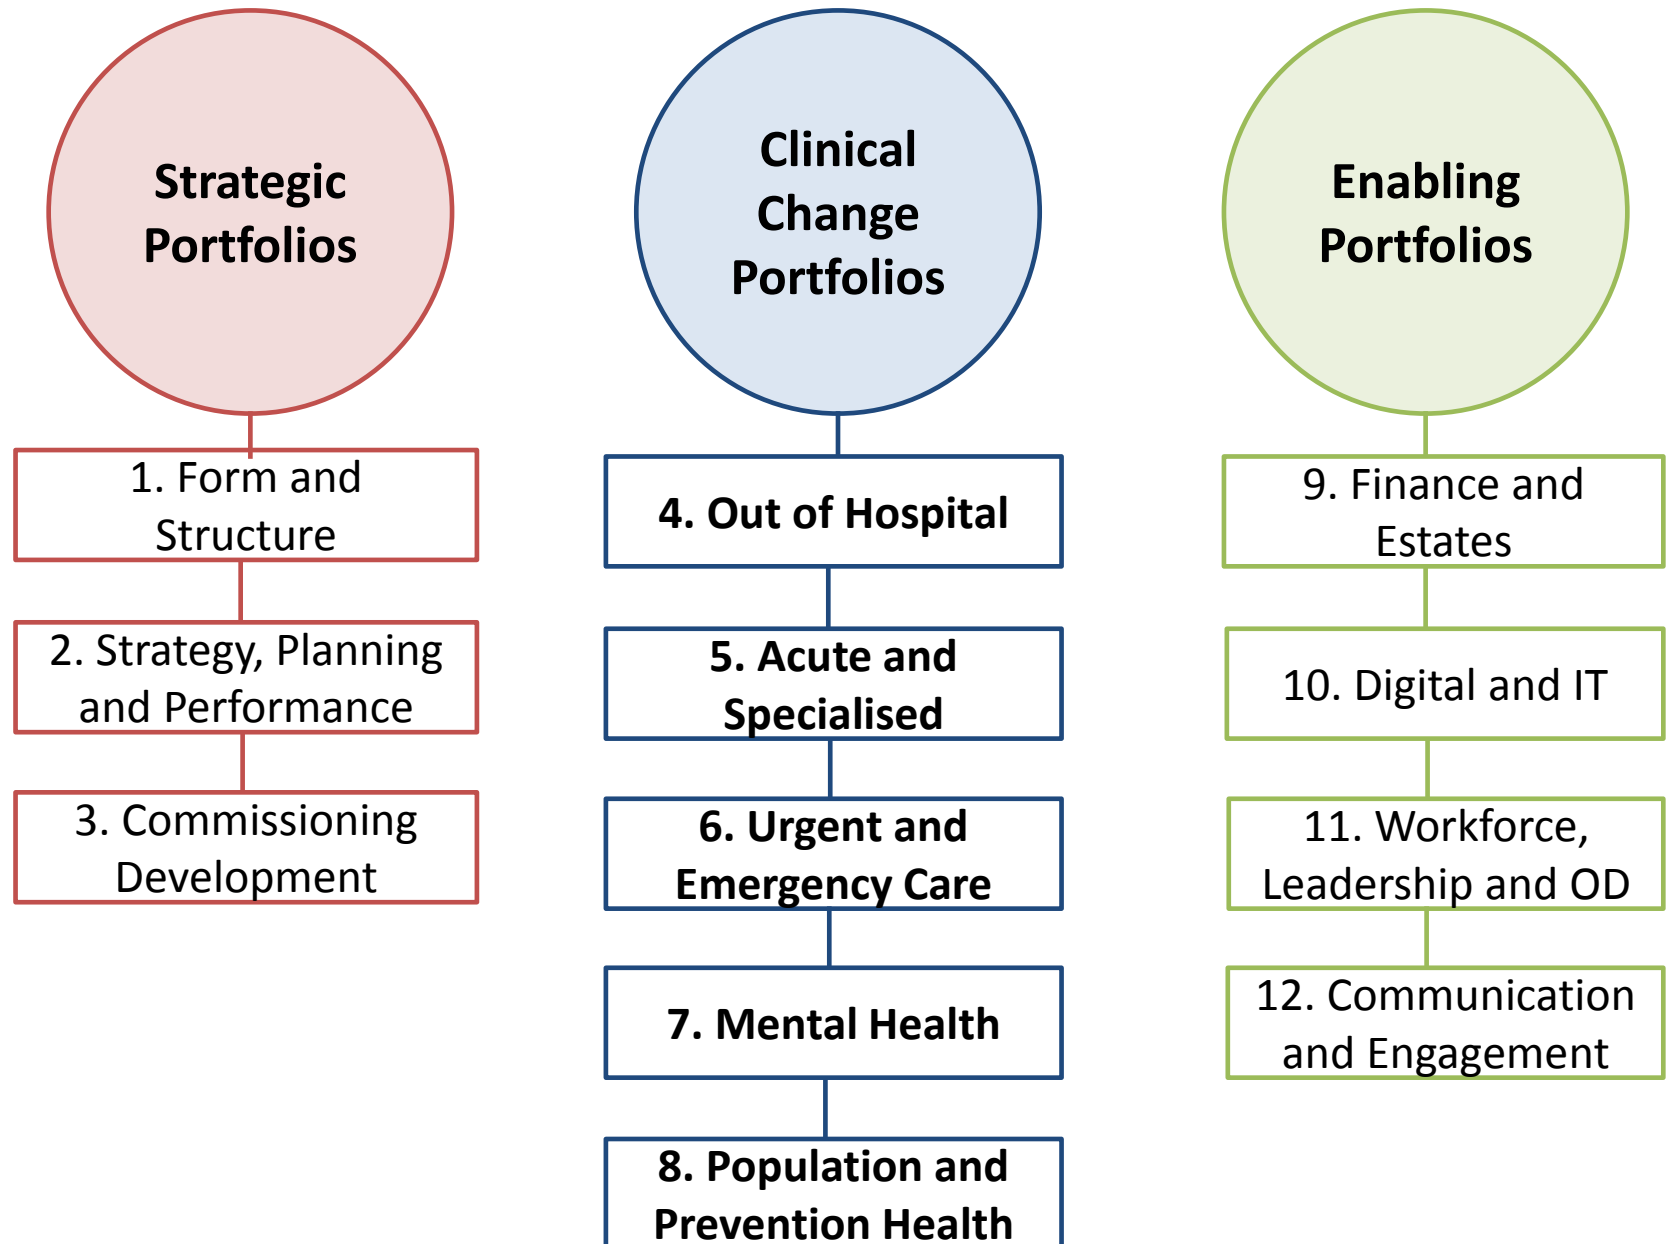 Strategic
Portfolios
1. Form and
Structure
2. Strategy, Planning
and Performance
3. Commissioning
Development
Clinical
Change
Portfolios
4. Out of Hospital
5. Acute and
Specialised
6. Urgent and
Emergency Care
7. Mental Health
8. Population and
Prevention Health
Enabling
Portfolios
9. Finance and
Estates
10. Digital and IT
11. Workforce,
Leadership and OD
12. Communication
and Engagement